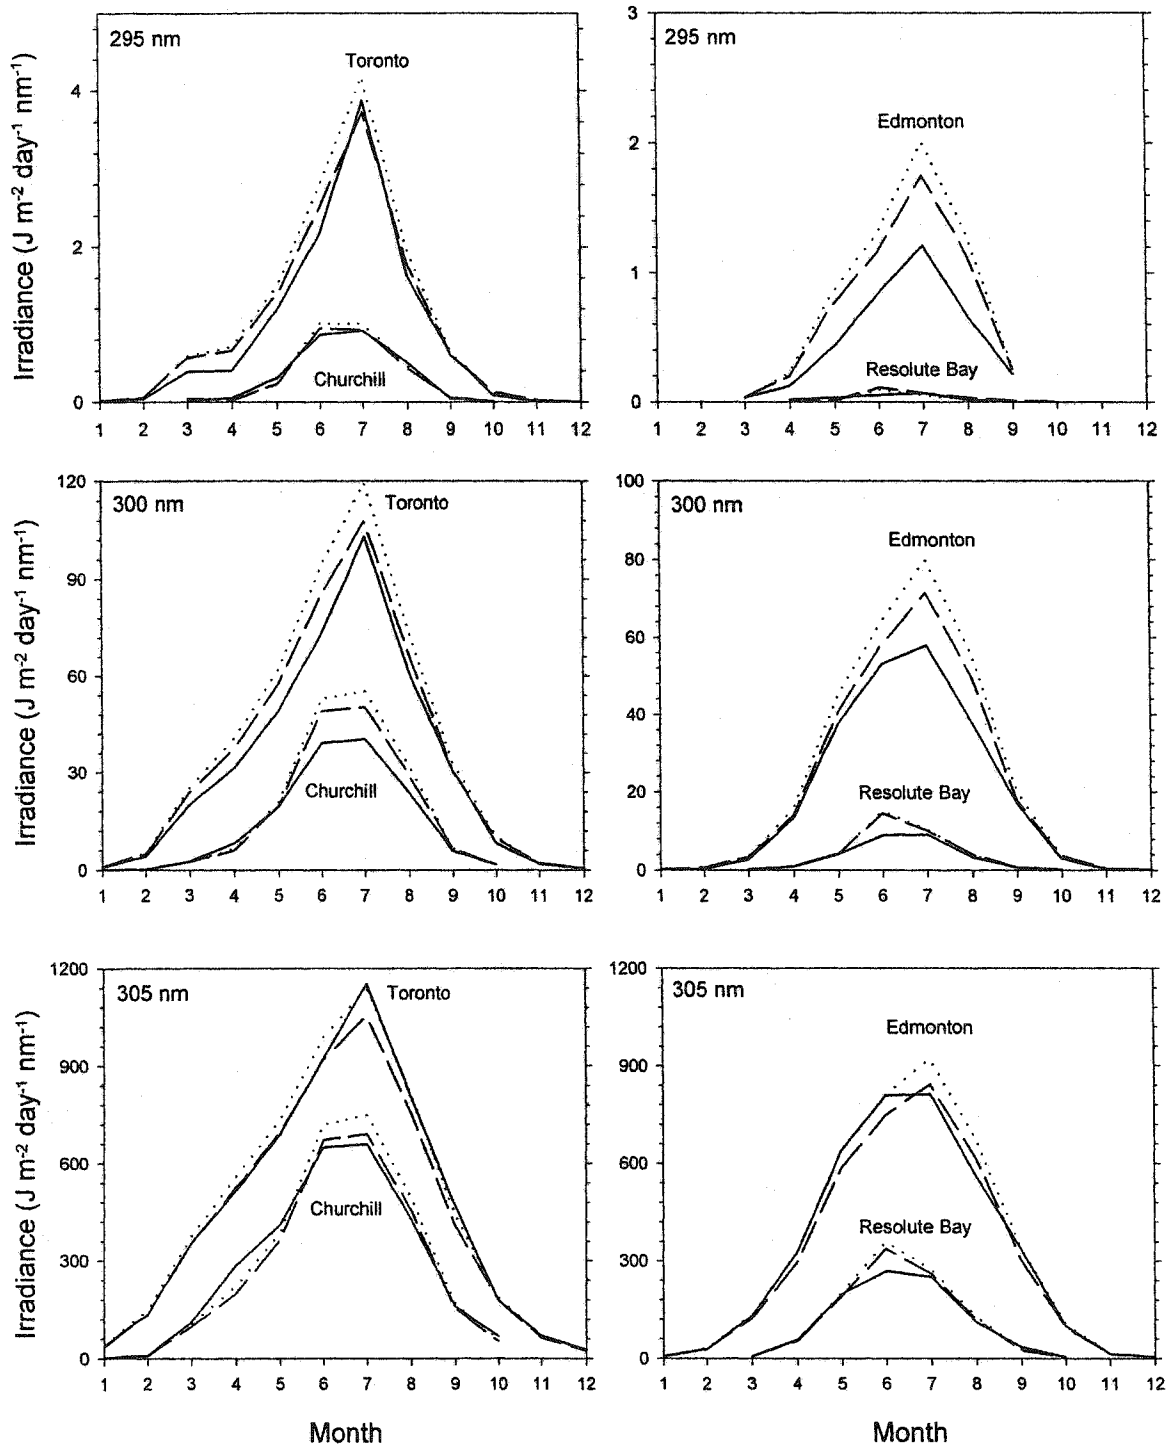 295 nm
Toronto
Churchill
Irradiance (J m-2 day-1 nm-1)
4
2
0
1 2 3 4 5 6 7 8 9 10 11 12
295 nm
Edmonton
Resolute Bay
3
2
1
0
1 2 3 4 5 6 7 8 9 10 11 12
300 nm
Toronto
Churchill
Irradiance (J m-2 day-1 nm-1)
120
90
60
30
0
1 2 3 4 5 6 7 8 9 10 11 12
300 nm
Edmonton
Resolute Bay
100
80
60
40
20
0
1 2 3 4 5 6 7 8 9 10 11 12
305 nm
Toronto
Churchill
Irradiance (J m-2 day-1 nm-1)
1200
900
600
300
0
1 2 3 4 5 6 7 8 9 10 11 12
Month
305 nm
Edmonton
Resolute Bay
1200
900
600
300
0
1 2 3 4 5 6 7 8 9 10 11 12
Month